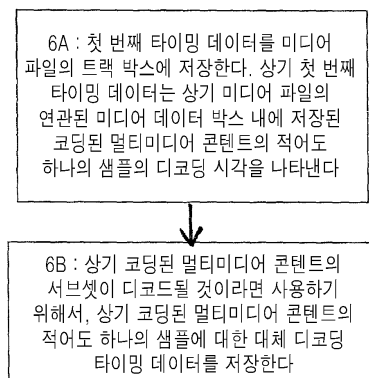 6A : 첫 번째 타이밍 데이터를 미디어
파일의 트랙 박스에 저장한다. 상기 첫 번째
타이밍 데이터는 상기 미디어 파일의
연관된 미디어 데이터 박스 내에 저장된
코딩된 멀티미디어 콘텐트의 적어도
하나의 샘플의 디코딩 시각을 나타낸다
6B : 상기 코딩된 멀티미디어 콘텐트의
서브셋이 디코드될 것이라면 사용하기
위해서, 상기 코딩된 멀티미디어 콘텐트의
적어도 하나의 샘플에 대한 대체 디코딩
타이밍 데이터를 저장한다